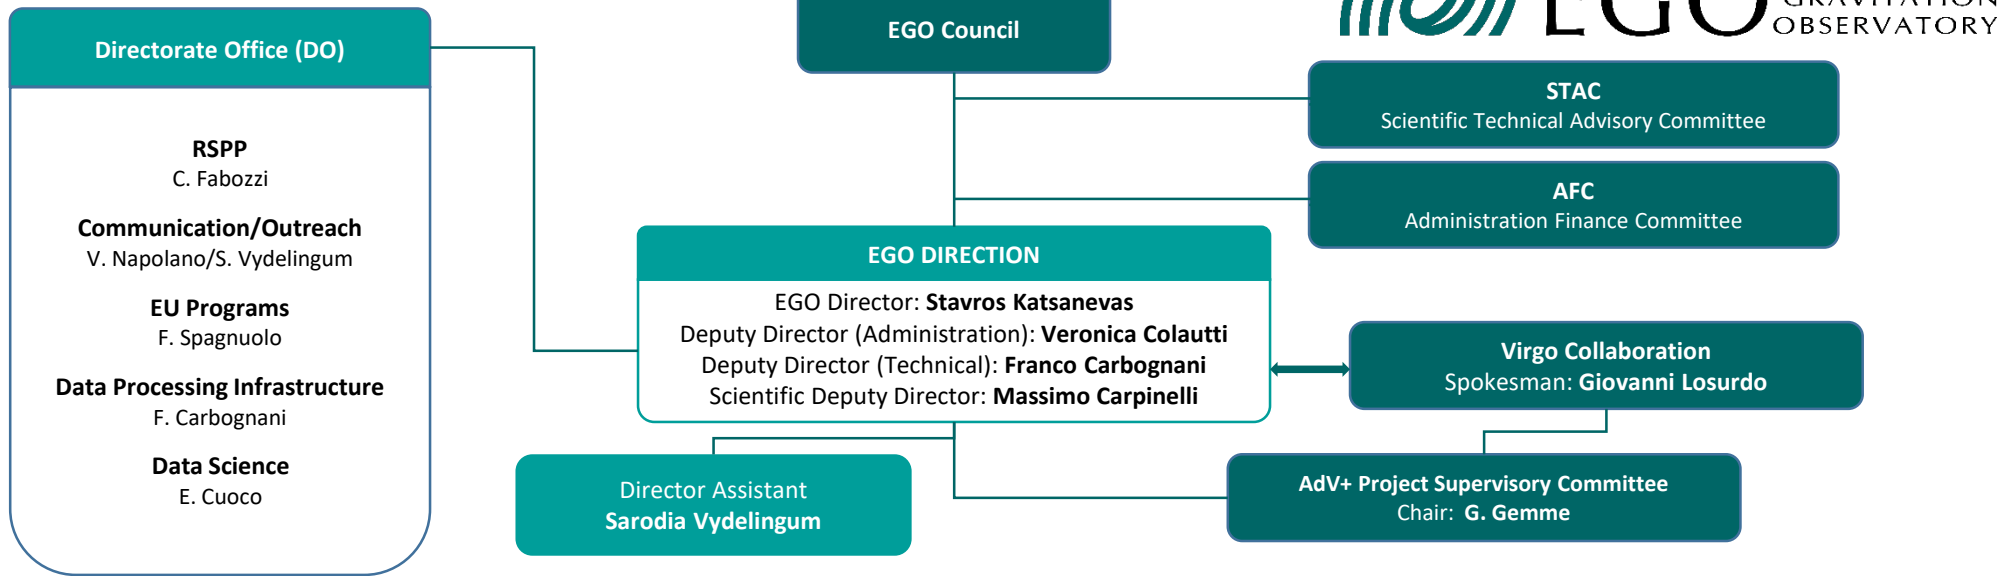 Directorate Office (DO)
RSPP
C. Fabozzi
Communication/Outreach
V. Napolano/S. Vydelingum
EU Programs
F. Spagnuolo
Data Processing Infrastructure
F. Carbognani
Data Science
E. Cuoco
EGO Council
EGO
GRAVITATION
OBSERVATORY
STAC
Scientific Technical Advisory Committee
AFC
Administration Finance Committee
EGO DIRECTION
EGO Director: Stavros Katsanevas
Deputy Director (Administration): Veronica Colautti
Deputy Director (Technical): Franco Carbognani
Scientific Deputy Director: Massimo Carpinelli
Virgo Collaboration
Spokesman: Giovanni Losurdo
Director Assistant
Sarodia Vydelingum
AdV+ Project Supervisory Committee
Chair: G. Gemme